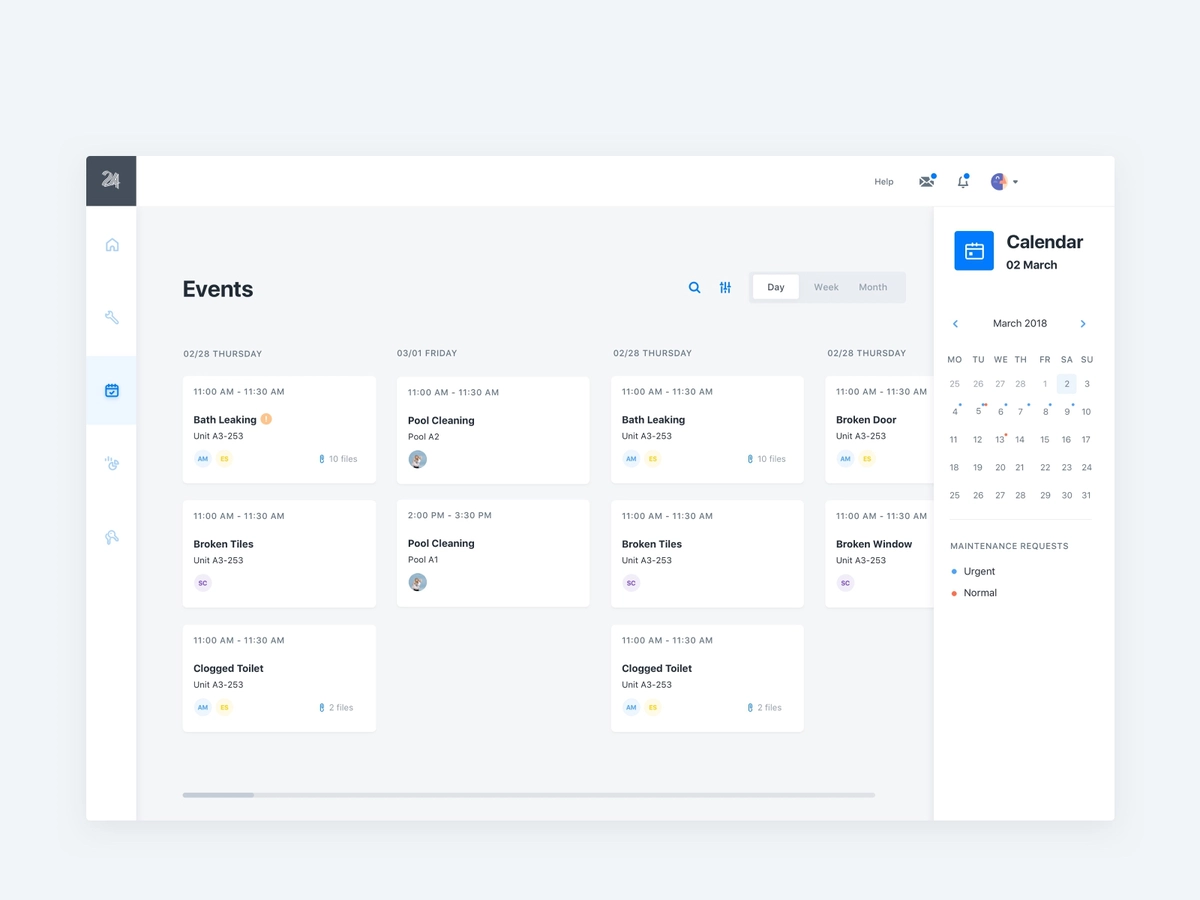 24
Help
Events
Day Week Month
02/28 THURSDAY
11:00 AM - 11:30 AM
Bath Leaking !
Unit A3-253
AM ES 10 files
11:00 AM - 11:30 AM
Broken Tiles
Unit A3-253
SC
11:00 AM - 11:30 AM
Clogged Toilet
Unit A3-253
AM ES 2 files
03/01 FRIDAY
11:00 AM - 11:30 AM
Pool Cleaning
Pool A2
2:00 PM - 3:30 PM
Pool Cleaning
Pool A1
02/28 THURSDAY
11:00 AM - 11:30 AM
Bath Leaking
Unit A3-253
AM ES 10 files
11:00 AM - 11:30 AM
Broken Tiles
Unit A3-253
SC
11:00 AM - 11:30 AM
Clogged Toilet
Unit A3-253
AM ES 2 files
02/28 THURSDAY
11:00 AM - 11:30 AM
Broken Door
Unit A3-253
AM ES
11:00 AM - 11:30 AM
Broken Window
Unit A3-253
SC
Calendar
02 March
March 2018
MO TU WE TH FR SA SU
25 26 27 28 1 2 3
4 5 6 7 8 9 10
11 12 13 14 15 16 17
18 19 20 21 22 23 24
25 26 27 28 29 30 31
MAINTENANCE REQUESTS
Urgent
Normal